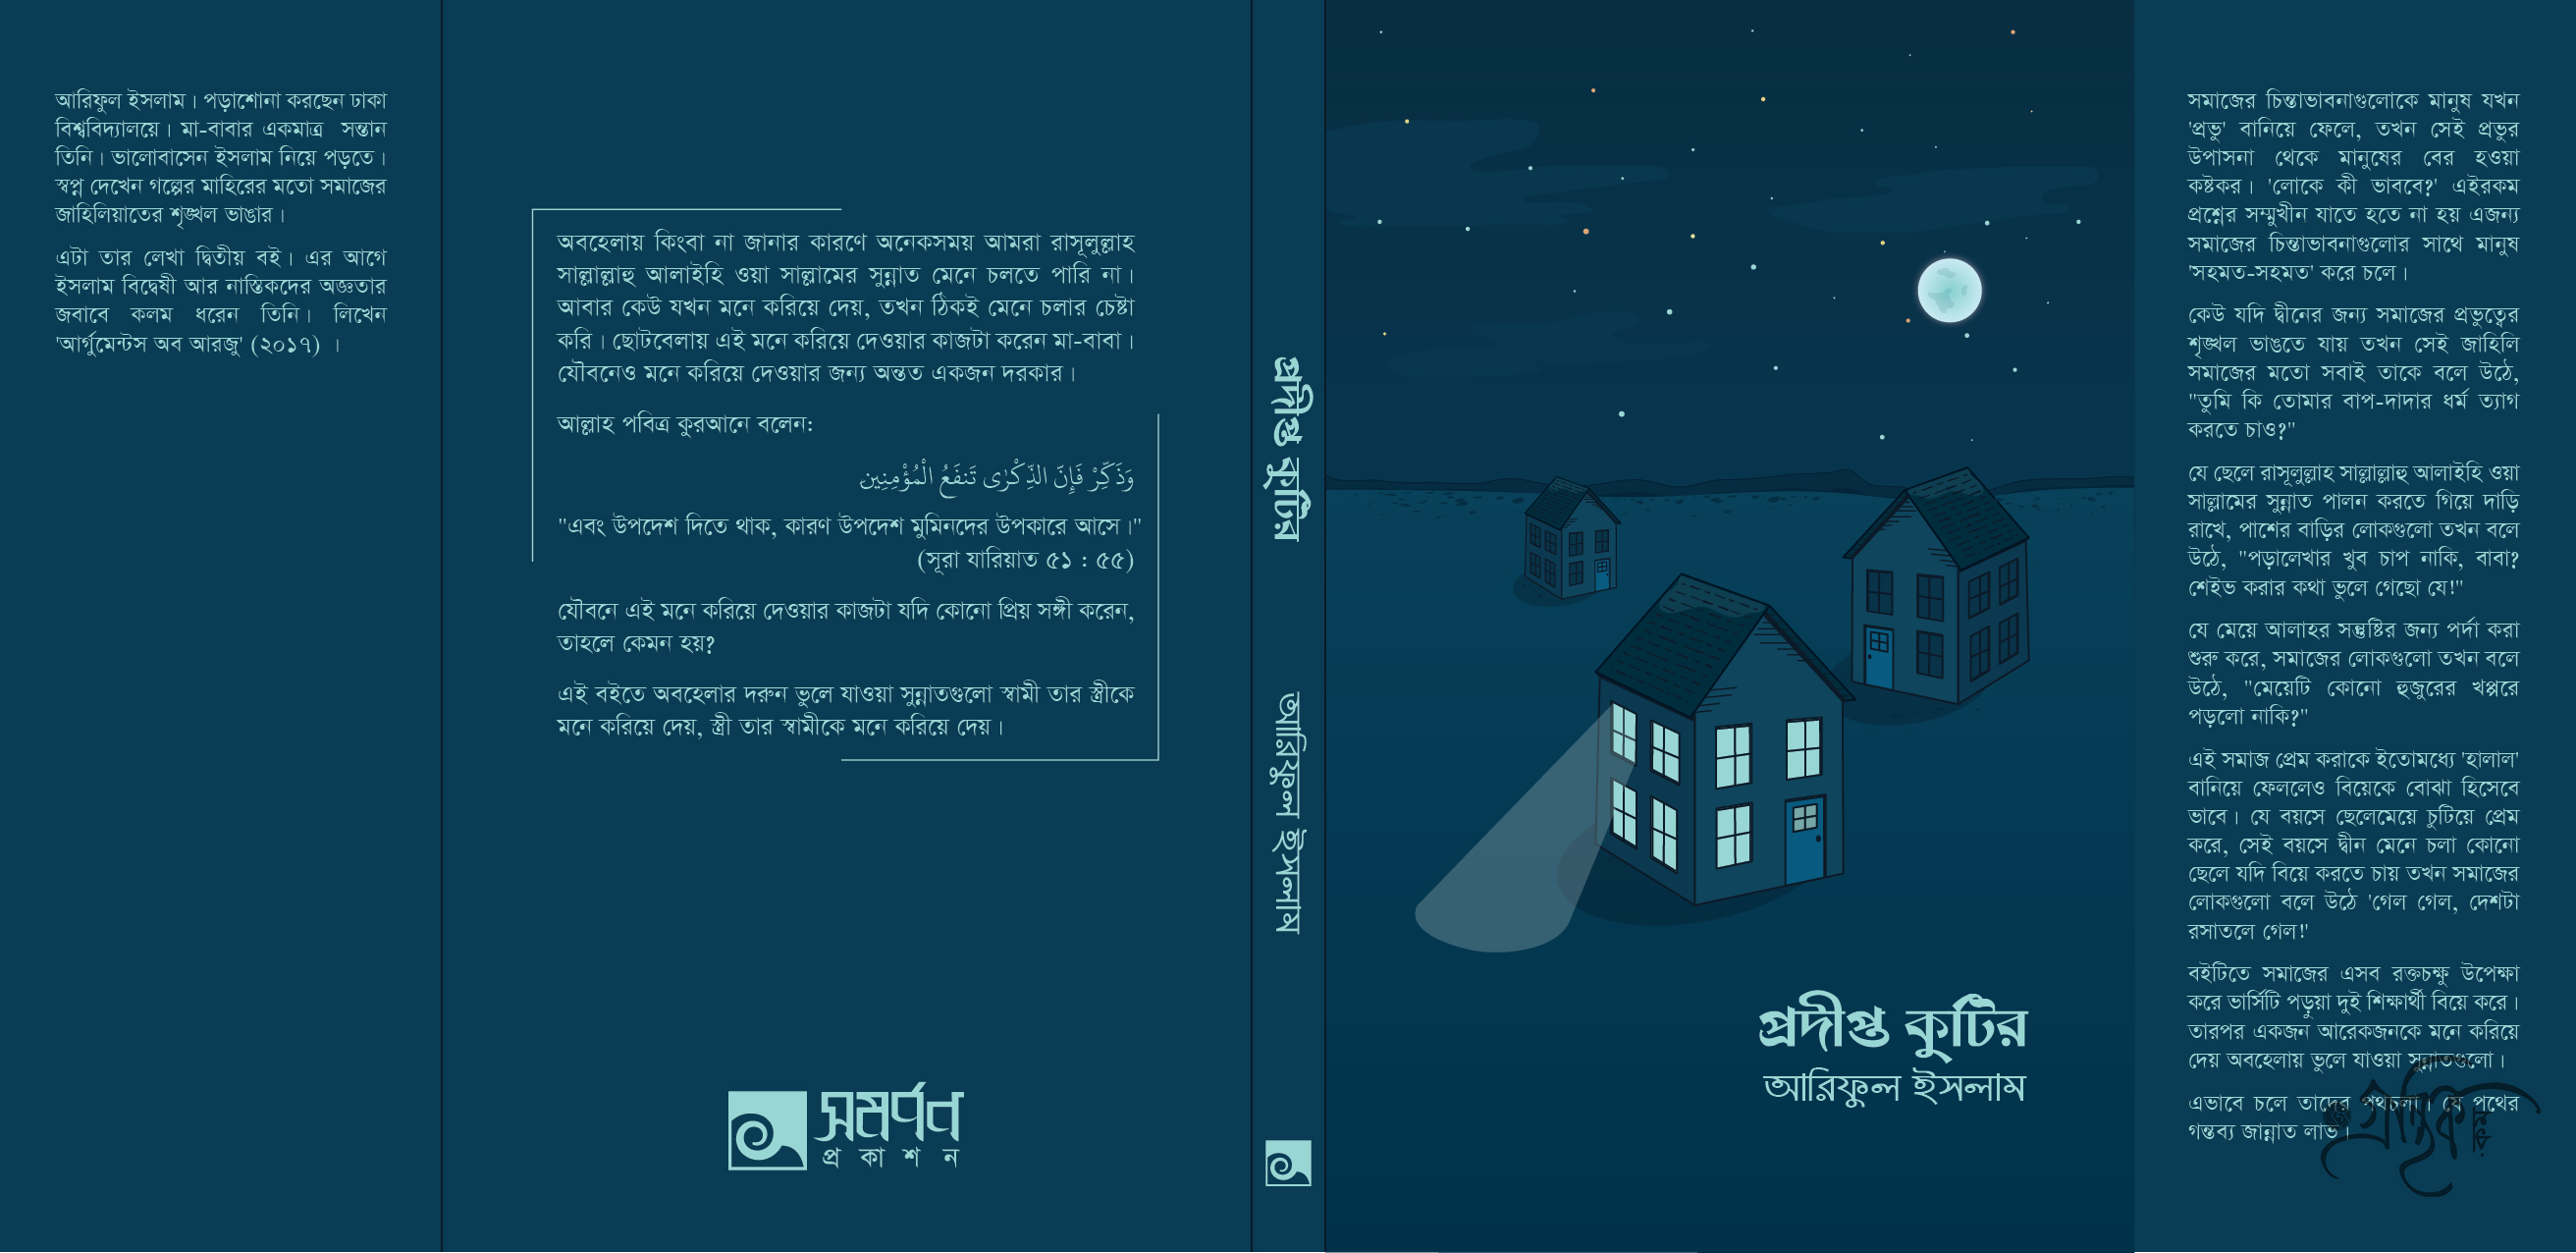 আরিফুল ইসলাম। পড়াশোনা করছেন ঢাকা
বিশ্ববিদ্যালয়ে। মা-বাবার একমাত্র সন্তান
তিনি। ভালোবাসেন ইসলাম নিয়ে পড়তে।
স্বপ্ন দেখেন গল্পের মাহিরের মতো সমাজের
জাহিলিয়াতের শৃঙ্খল ভাঙার।
এটা তার লেখা দ্বিতীয় বই। এর আগে
ইসলাম বিদ্বেষী আর নাস্তিকদের অজ্ঞতার
জবাবে কলম ধরেন তিনি। লিখেন
'আর্গুমেন্টস অব আরজু' (২০১৭) ।
অবহেলায় কিংবা না জানার কারণে অনেকসময় আমরা রাসূলুল্লাহ
সাল্লাল্লাহু আলাইহি ওয়া সাল্লামের সুন্নাত মেনে চলতে পারি না।
আবার কেউ যখন মনে করিয়ে দেয়, তখন ঠিকই মেনে চলার চেষ্টা
করি। ছোটবেলায় এই মনে করিয়ে দেওয়ার কাজটা করেন মা-বাবা।
যৌবনেও মনে করিয়ে দেওয়ার জন্য অন্তত একজন দরকার।
আল্লাহ পবিত্র কুরআনে বলেন:
وَذَكِّرْ فَإِنَّ الذِّكْرَى تَنفَعُ الْمُؤْمِنِين
"এবং উপদেশ দিতে থাক, কারণ উপদেশ মুমিনদের উপকারে আসে।"
(সূরা যারিয়াত ৫১ : ৫৫)
যৌবনে এই মনে করিয়ে দেওয়ার কাজটা যদি কোনো প্রিয় সঙ্গী করেন,
তাহলে কেমন হয়?
এই বইতে অবহেলার দরুন ভুলে যাওয়া সুন্নাতগুলো স্বামী তার স্ত্রীকে
মনে করিয়ে দেয়, স্ত্রী তার স্বামীকে মনে করিয়ে দেয়।
সমর্পণ
প্রকাশন
প্রদীপ্ত কুটির
আরিফুল ইসলাম
প্রদীপ্ত কুটির
আরিফুল ইসলাম
সমাজের চিন্তাভাবনাগুলোকে মানুষ যখন
'প্রভু' বানিয়ে ফেলে, তখন সেই প্রভুর
উপাসনা থেকে মানুষের বের হওয়া
কষ্টকর। 'লোকে কী ভাববে?' এইরকম
প্রশ্নের সম্মুখীন যাতে হতে না হয় এজন্য
সমাজের চিন্তাভাবনাগুলোর সাথে মানুষ
'সহমত-সহমত' করে চলে।
কেউ যদি দ্বীনের জন্য সমাজের প্রভুত্বের
শৃঙ্খল ভাঙতে যায় তখন সেই জাহিলি
সমাজের মতো সবাই তাকে বলে উঠে,
"তুমি কি তোমার বাপ-দাদার ধর্ম ত্যাগ
করতে চাও?"
যে ছেলে রাসূলুল্লাহ সাল্লাল্লাহু আলাইহি ওয়া
সাল্লামের সুন্নাত পালন করতে গিয়ে দাড়ি
রাখে, পাশের বাড়ির লোকগুলো তখন বলে
উঠে, "পড়ালেখার খুব চাপ নাকি, বাবা?
শেইভ করার কথা ভুলে গেছো যে!"
যে মেয়ে আলাহর সন্তুষ্টির জন্য পর্দা করা
শুরু করে, সমাজের লোকগুলো তখন বলে
উঠে, "মেয়েটি কোনো হুজুরের খপ্পরে
পড়লো নাকি?"
এই সমাজ প্রেম করাকে ইতোমধ্যে 'হালাল'
বানিয়ে ফেললেও বিয়েকে বোঝা হিসেবে
ভাবে। যে বয়সে ছেলেমেয়ে চুটিয়ে প্রেম
করে, সেই বয়সে দ্বীন মেনে চলা কোনো
ছেলে যদি বিয়ে করতে চায় তখন সমাজের
লোকগুলো বলে উঠে 'গেল গেল, দেশটা
রসাতলে গেল!'
বইটিতে সমাজের এসব রক্তচক্ষু উপেক্ষা
করে ভার্সিটি পড়ুয়া দুই শিক্ষার্থী বিয়ে করে।
তারপর একজন আরেকজনকে মনে করিয়ে
দেয় অবহেলায় ভুলে যাওয়া সুন্নাতগুলো।
এভাবে চলে তাদের পথচলা। যে পথের
গন্তব্য জান্নাত লাভ।